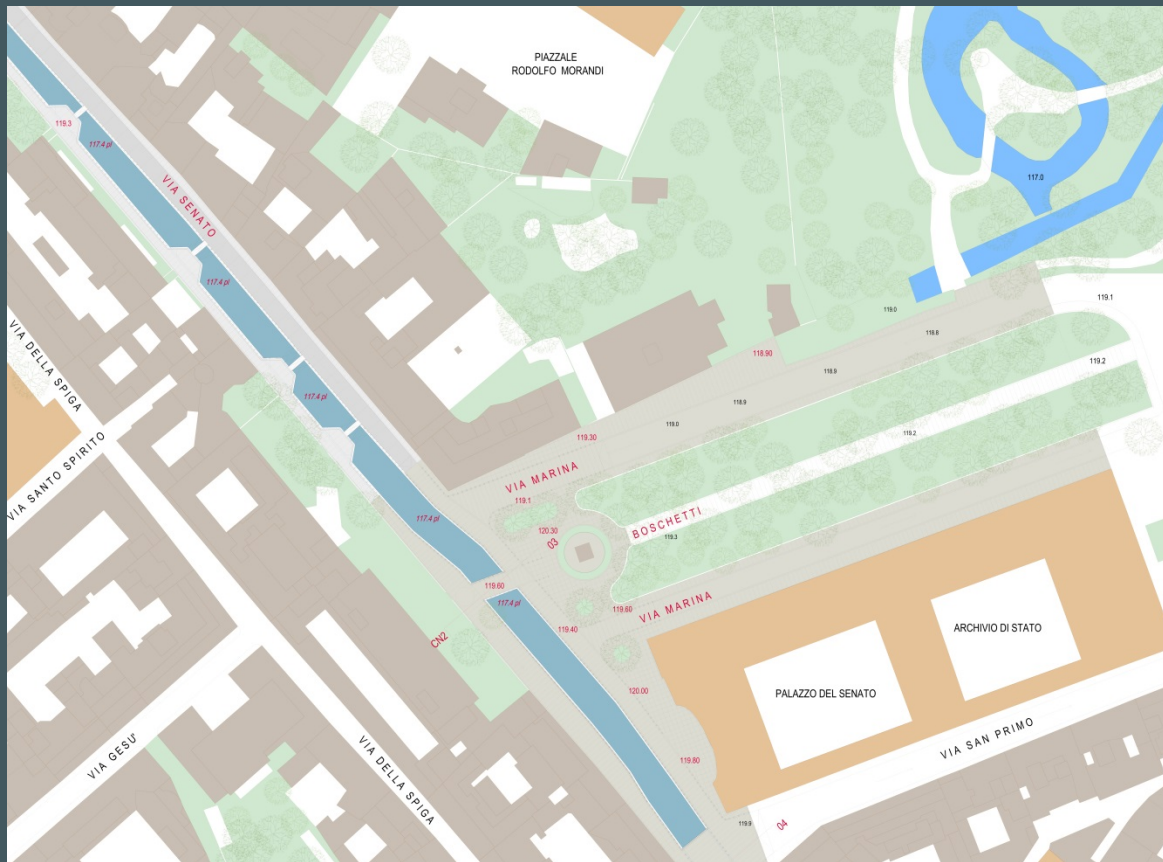 PIAZZALE
RODOLFO MORANDI
119.3
117.4 pl
VIA SENATO
117.0
117.4 pl
119.1
119.0
118.8
VIA DELLA SPIGA
118.90
119.2
117.4 pl
118.9
118.9
VIA SANTO SPIRITO
119.30
119.0
119.2
VIA MARINA
119.1
117.4 pl
BOSCHETTI
120.30
03
119.3
119.60
117.4 pl
119.60
VIA MARINA
119.40
CN2
ARCHIVIO DI STATO
120.00
PALAZZO DEL SENATO
VIA GESU'
VIA DELLA SPIGA
119.80
VIA SAN PRIMO
119.9
04